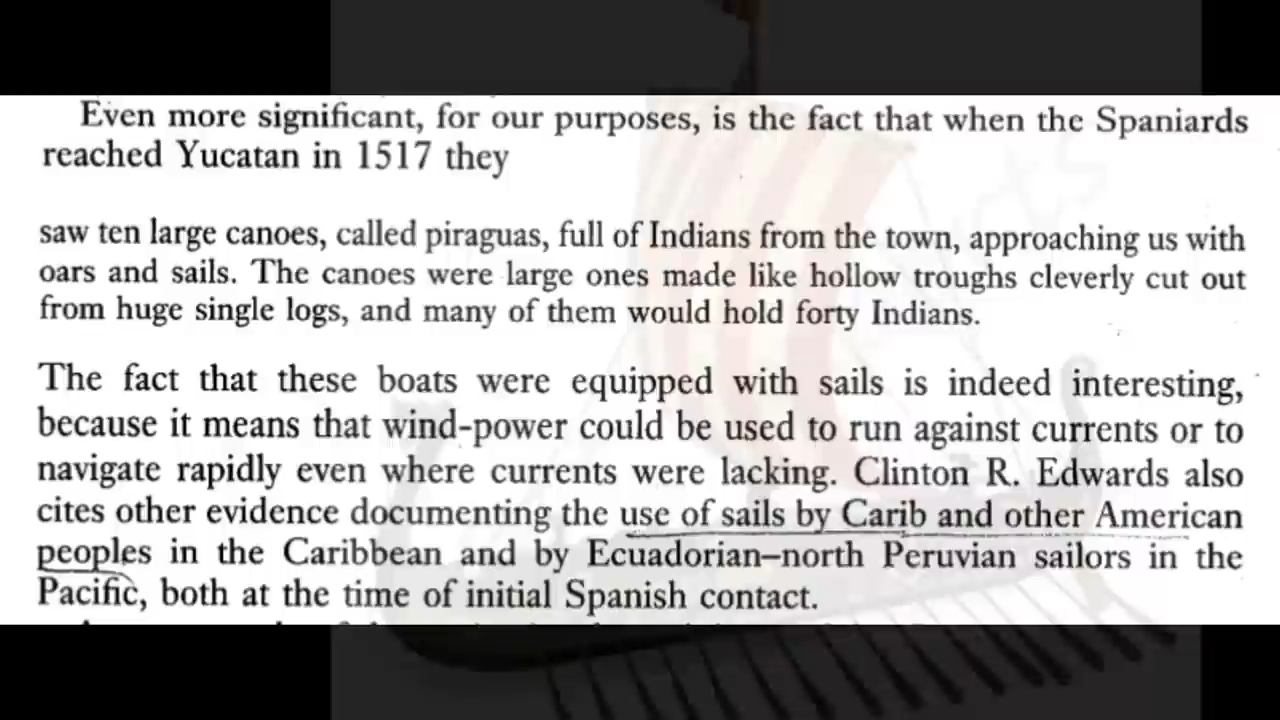 Even more significant, for our purposes, is the fact that when the Spaniards
reached Yucatan in 1517 they
saw ten large canoes, called piraguas, full of Indians from the town, approaching us with
oars and sails. The canoes were large ones made like hollow troughs cleverly cut out
from huge single logs, and many of them would hold forty Indians.
The fact that these boats were equipped with sails is indeed interesting,
because it means that wind-power could be used to run against currents or to
navigate rapidly even where currents were lacking. Clinton R. Edwards also
cites other evidence documenting the use of sails by Carib and other American
peoples in the Caribbean and by Ecuadorian–north Peruvian sailors in the
Pacific, both at the time of initial Spanish contact.